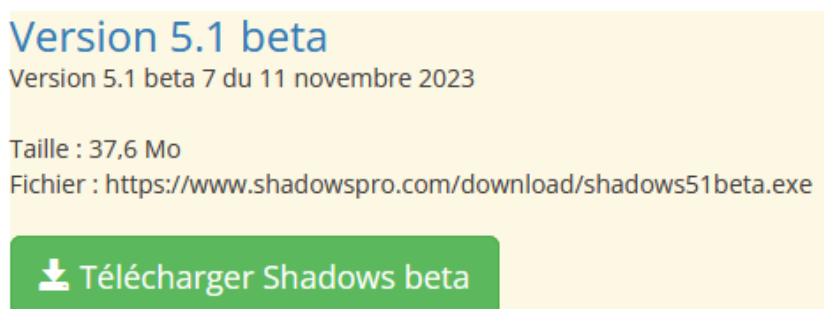 Version 5.1 beta
Version 5.1 beta 7 du 11 novembre 2023
Taille : 37,6 Mo
Fichier : https://www.shadowspro.com/download/shadows51beta.exe
Télécharger Shadows beta